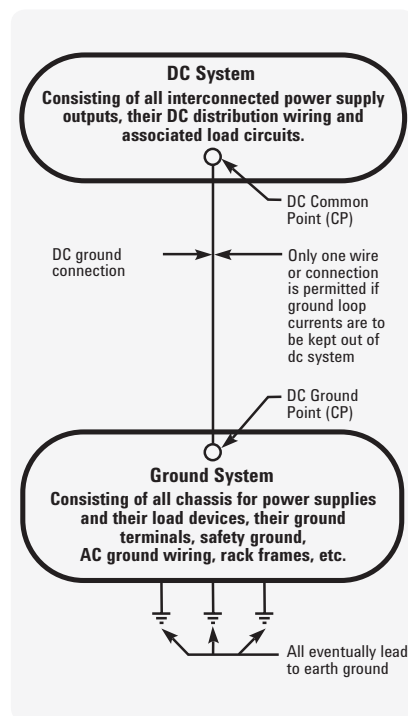 DC System
Consisting of all interconnected power supply
outputs, their DC distribution wiring and
associated load circuits.
DC Common
Point (CP)
DC ground
connection
Only one wire
or connection
is permitted if
ground loop
currents are to
be kept out of
dc system
DC Ground
Point (CP)
Ground System
Consisting of all chassis for power supplies
and their load devices, their ground
terminals, safety ground,
AC ground wiring, rack frames, etc.
All eventually lead
to earth ground